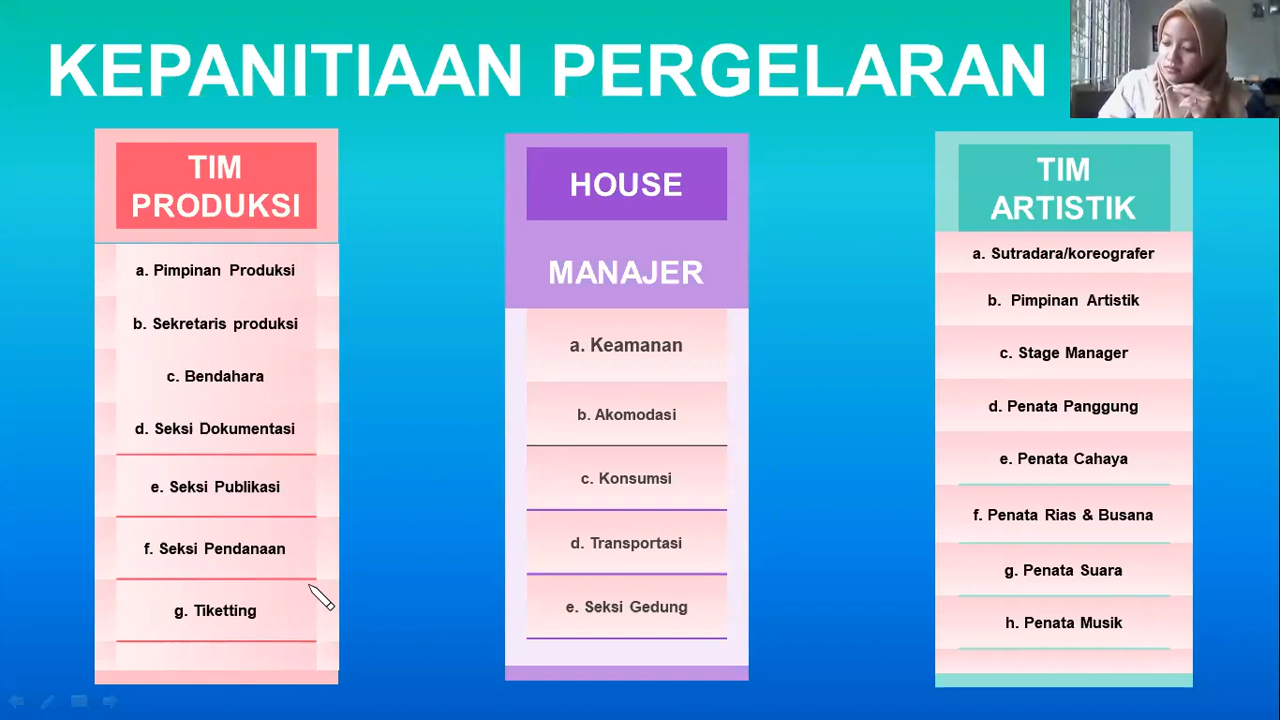 KEPANITIAAN PERGELARAN
TIM
PRODUKSI
a. Pimpinan Produksi
b. Sekretaris produksi
c. Bendahara
d. Seksi Dokumentasi
e. Seksi Publikasi
f. Seksi Pendanaan
g. Tiketting
HOUSE
MANAJER
a. Keamanan
b. Akomodasi
c. Konsumsi
d. Transportasi
e. Seksi Gedung
TIM
ARTISTIK
a. Sutradara/koreografer
b. Pimpinan Artistik
c. Stage Manager
d. Penata Panggung
e. Penata Cahaya
f. Penata Rias & Busana
g. Penata Suara
h. Penata Musik